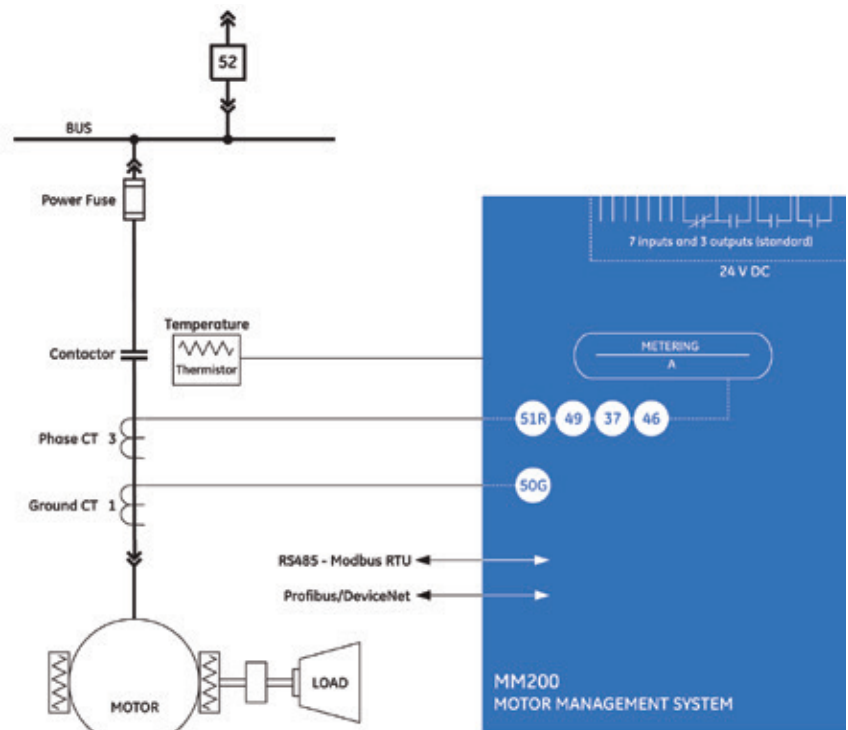 52
BUS
Power Fuse
7 inputs and 3 outputs (standard)
24 V DC
Temperature
Thermistor
Contactor
METERING
A
Phase CT 3
51R 49 37 46
Ground CT 1
50G
RS485 - Modbus RTU
Profibus/DeviceNet
MOTOR
LOAD
MM200
MOTOR MANAGEMENT SYSTEM